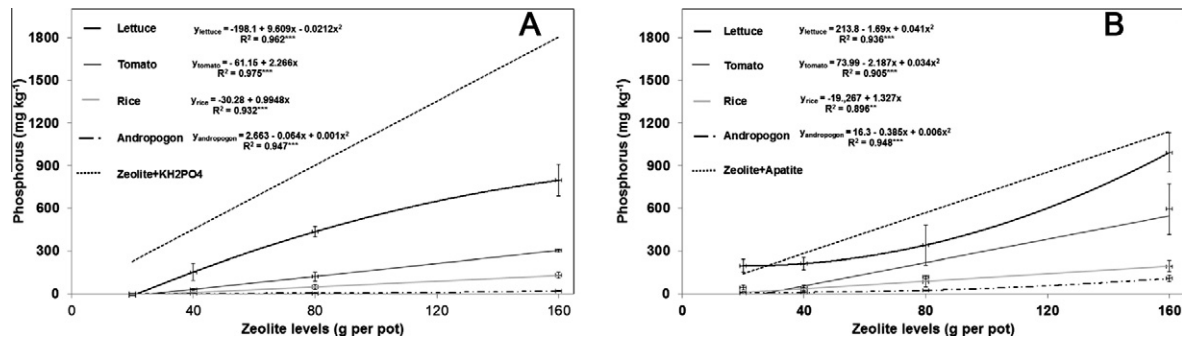 A
Phosphorus (mg kg-1)
1800
1500
1200
900
600
300
0
Lettuce
ylettuce = -198.1 + 9.609x - 0.0212x2
R2 = 0.962***
Tomato
ytomato = - 61.15 + 2.266x
R2 = 0.975***
Rice
yrice = -30.28 + 0.9948x
R2 = 0.932***
Andropogon
yandropogon = 2.663 - 0.064x + 0.001x2
R2 = 0.947***
Zeolite+KH2PO4
0
40
80
120
160
Zeolite levels (g per pot)
B
Phosphorus (mg kg-1)
1800
1500
1200
900
600
300
0
Lettuce
ylettuce = 213.8 - 1.69x + 0.041x2
R2 = 0.936***
Tomato
ytomato = 73.99 - 2.187x + 0.034x2
R2 = 0.905***
Rice
yrice = -19.,267 + 1.327x
R2 = 0.896**
Andropogon
yandropogon = 16.3 - 0.385x + 0.006x2
R2 = 0.948***
Zeolite+Apatite
0
40
80
120
160
Zeolite levels (g per pot)